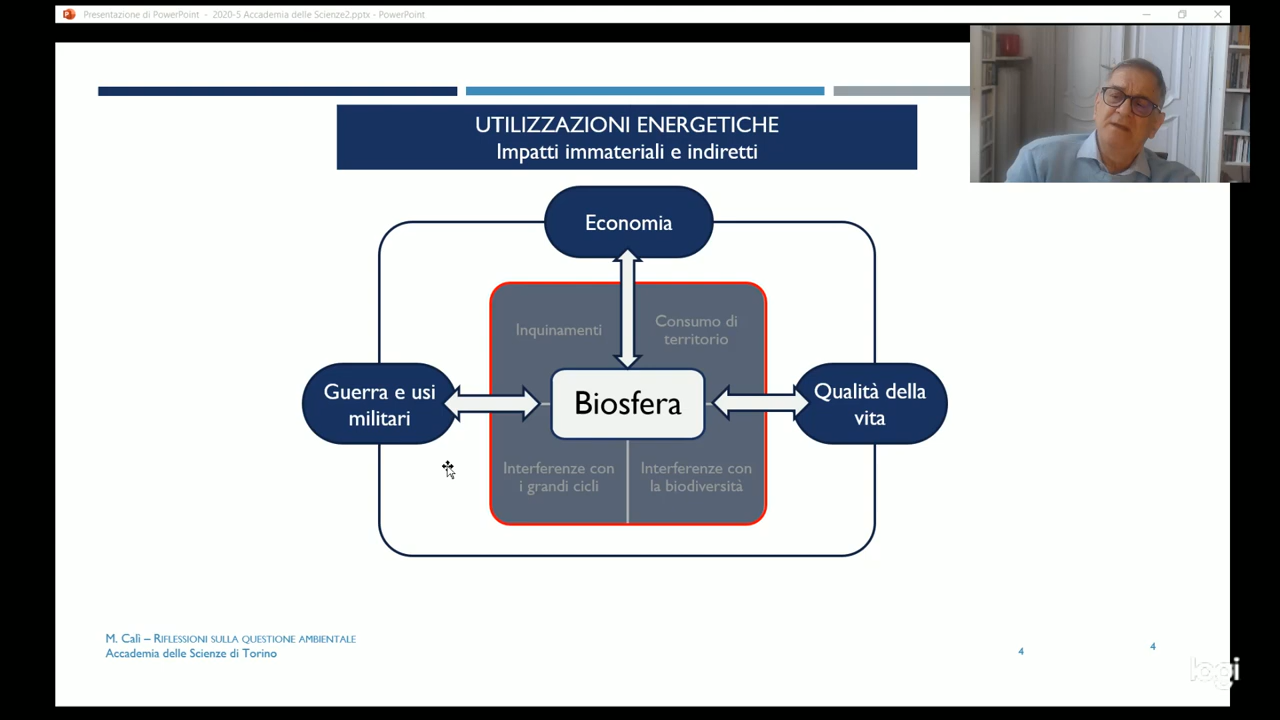 Presentazione di PowerPoint - 2020-5 Accademia delle Scienze2.pptx - PowerPoint
UTILIZZAZIONI ENERGETICHE
Impatti immateriali e indiretti
Economia
Inquinamenti
Consumo di
territorio
Guerra e usi
militari
Biosfera
Qualità della
vita
Interferenze con
i grandi cicli
Interferenze con
la biodiversità
M. Calì – RIFLESSIONI SULLA QUESTIONE AMBIENTALE
Accademia delle Scienze di Torino
4
4
logi